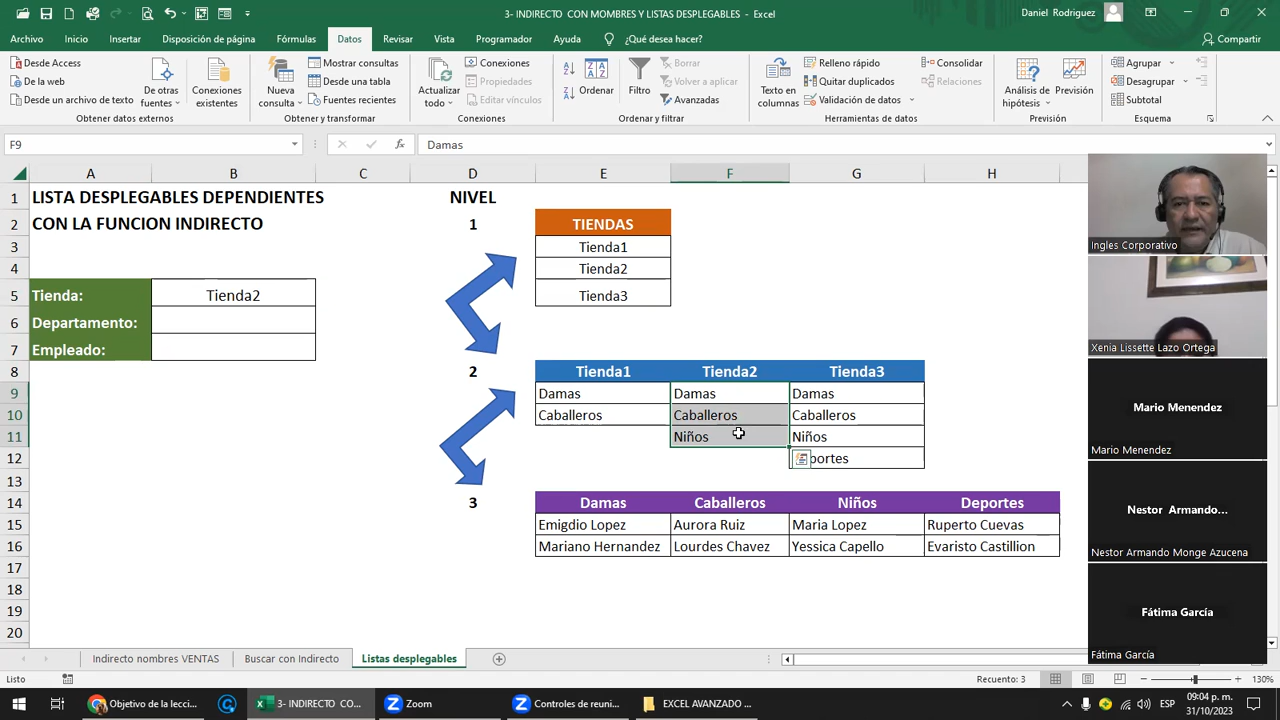 3- INDIRECTO CON MOMBRES Y LISTAS DESPLEGABLES - Excel
Daniel Rodriguez
Archivo Inicio Insertar Disposición de página Fórmulas Datos Revisar Vista Programador Ayuda ¿Qué desea hacer? Compartir
Desde Access
De la web
Desde un archivo de texto
De otras fuentes
Conexiones existentes
Obtener datos externos
Nueva consulta
Mostrar consultas
Desde una tabla
Fuentes recientes
Obtener y transformar
Actualizar todo
Conexiones
Propiedades
Editar vínculos
Conexiones
Ordenar
Filtro
Borrar
Volver a aplicar
Avanzadas
Ordenar y filtrar
Texto en columnas
Relleno rápido
Quitar duplicados
Validación de datos
Consolidar
Relaciones
Herramientas de datos
Análisis de hipótesis
Previsión
Previsión
Agrupar
Desagrupar
Subtotal
Esquema
F9 fx Damas
A B C D E F G H
1 LISTA DESPLEGABLES DEPENDIENTES NIVEL
2 CON LA FUNCION INDIRECTO 1 TIENDAS
3 Tienda1
4 Tienda2
5 Tienda: Tienda2 Tienda3
6 Departamento:
7 Empleado:
8 2 Tienda1 Tienda2 Tienda3
9 Damas Damas Damas
10 Caballeros Caballeros Caballeros
11 Niños Niños
12 portes
13
14 3 Damas Caballeros Niños Deportes
15 Emigdio Lopez Aurora Ruiz Maria Lopez Ruperto Cuevas
16 Mariano Hernandez Lourdes Chavez Yessica Capello Evaristo Castillion
17
18
19
20
Ingles Corporativo
Xenia Lissette Lazo Ortega
Mario Menendez
Mario Menendez
Nestor Armando...
Nestor Armando Monge Azucena
Fátima García
Fátima García
Indirecto nombres VENTAS Buscar con Indirecto Listas desplegables
Listo Recuento: 3 130%
Objetivo de la lecci... 3- INDIRECTO CO... Zoom Controles de reuni... EXCEL AVANZADO ... ESP
09:04 p. m.
31/10/2023